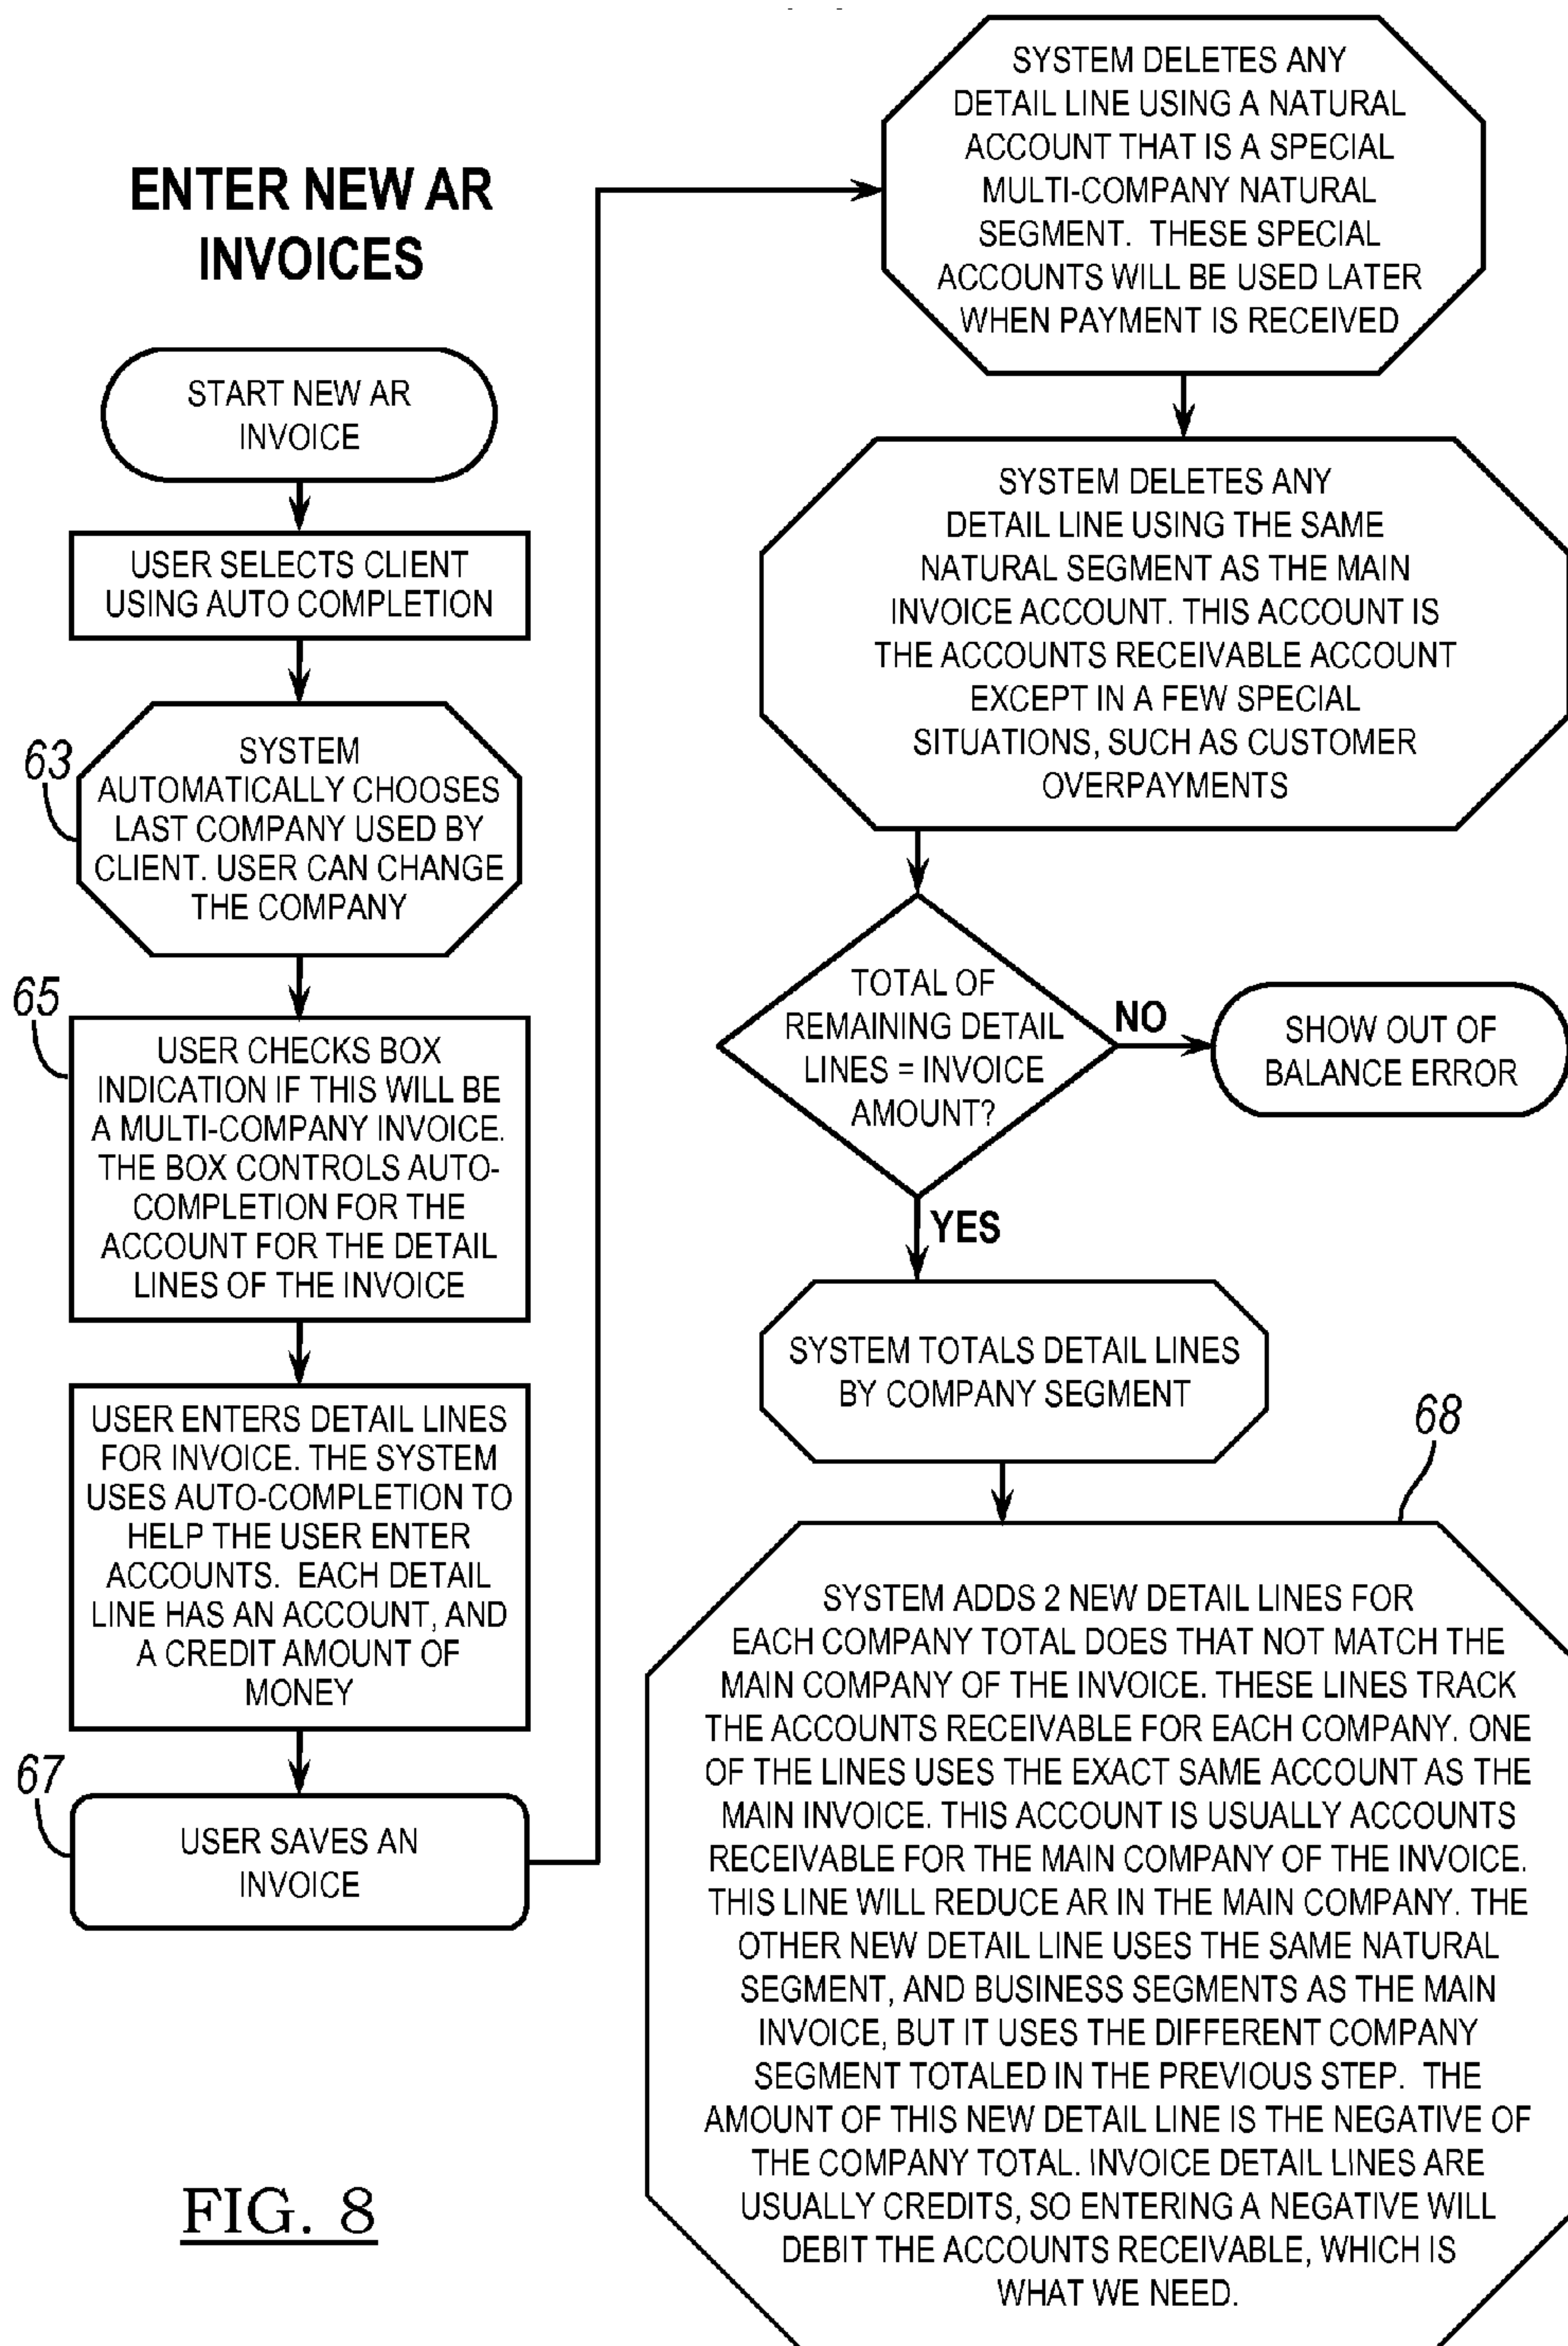 ENTER NEW AR
INVOICES
START NEW AR
INVOICE
USER SELECTS CLIENT
USING AUTO COMPLETION
63
SYSTEM
AUTOMATICALLY CHOOSES
LAST COMPANY USED BY
CLIENT. USER CAN CHANGE
THE COMPANY
65
USER CHECKS BOX
INDICATION IF THIS WILL BE
A MULTI-COMPANY INVOICE.
THE BOX CONTROLS AUTO-
COMPLETION FOR THE
ACCOUNT FOR THE DETAIL
LINES OF THE INVOICE
USER ENTERS DETAIL LINES
FOR INVOICE. THE SYSTEM
USES AUTO-COMPLETION TO
HELP THE USER ENTER
ACCOUNTS. EACH DETAIL
LINE HAS AN ACCOUNT, AND
A CREDIT AMOUNT OF
MONEY
67
USER SAVES AN
INVOICE
SYSTEM DELETES ANY
DETAIL LINE USING A NATURAL
ACCOUNT THAT IS A SPECIAL
MULTI-COMPANY NATURAL
SEGMENT. THESE SPECIAL
ACCOUNTS WILL BE USED LATER
WHEN PAYMENT IS RECEIVED
SYSTEM DELETES ANY
DETAIL LINE USING THE SAME
NATURAL SEGMENT AS THE MAIN
INVOICE ACCOUNT. THIS ACCOUNT IS
THE ACCOUNTS RECEIVABLE ACCOUNT
EXCEPT IN A FEW SPECIAL
SITUATIONS, SUCH AS CUSTOMER
OVERPAYMENTS
TOTAL OF
REMAINING DETAIL
LINES = INVOICE
AMOUNT?
NO
SHOW OUT OF
BALANCE ERROR
YES
SYSTEM TOTALS DETAIL LINES
BY COMPANY SEGMENT
68
SYSTEM ADDS 2 NEW DETAIL LINES FOR
EACH COMPANY TOTAL DOES THAT NOT MATCH THE
MAIN COMPANY OF THE INVOICE. THESE LINES TRACK
THE ACCOUNTS RECEIVABLE FOR EACH COMPANY. ONE
OF THE LINES USES THE EXACT SAME ACCOUNT AS THE
MAIN INVOICE. THIS ACCOUNT IS USUALLY ACCOUNTS
RECEIVABLE FOR THE MAIN COMPANY OF THE INVOICE.
THIS LINE WILL REDUCE AR IN THE MAIN COMPANY. THE
OTHER NEW DETAIL LINE USES THE SAME NATURAL
SEGMENT, AND BUSINESS SEGMENTS AS THE MAIN
INVOICE, BUT IT USES THE DIFFERENT COMPANY
SEGMENT TOTALED IN THE PREVIOUS STEP. THE
AMOUNT OF THIS NEW DETAIL LINE IS THE NEGATIVE OF
THE COMPANY TOTAL. INVOICE DETAIL LINES ARE
USUALLY CREDITS, SO ENTERING A NEGATIVE WILL
DEBIT THE ACCOUNTS RECEIVABLE, WHICH IS
WHAT WE NEED.
FIG. 8